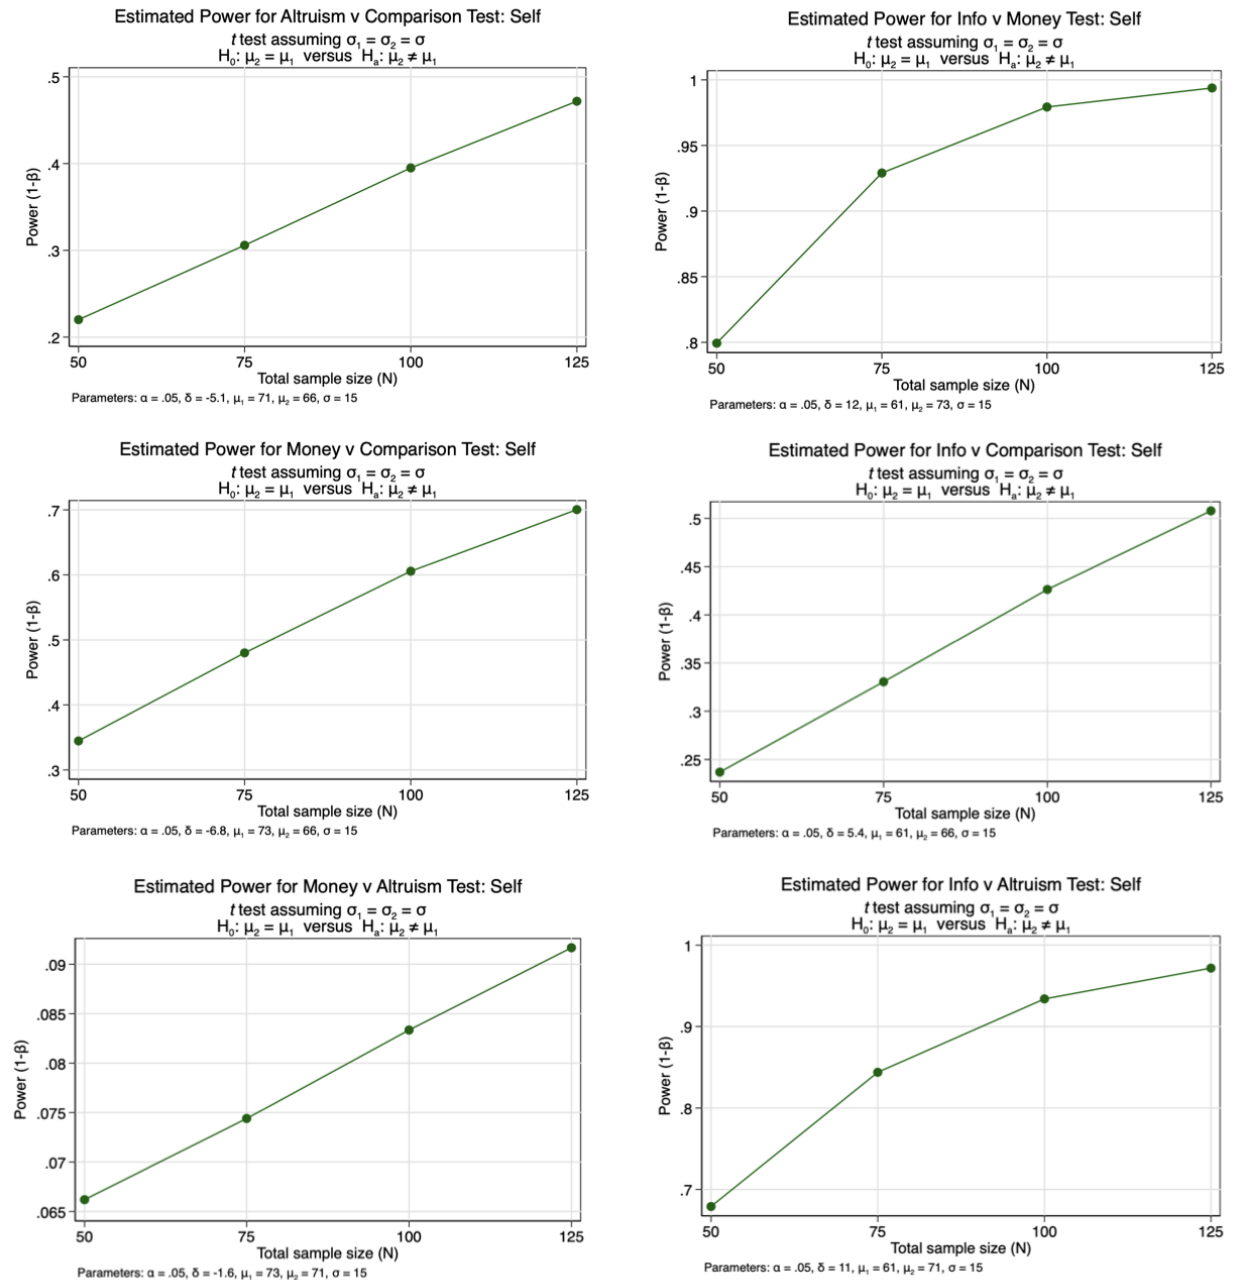 Estimated Power for Altruism v Comparison Test: Self
t test assuming σ₁ = σ₂ = σ
H₀: μ₂ = μ₁ versus Hₐ: μ₂ ≠ μ₁
.5
.4
.3
.2
Power (1-β)
50 75 100 125
Total sample size (N)
Parameters: α = .05, δ = -5.1, μ₁ = 71, μ₂ = 66, σ = 15
Estimated Power for Info v Money Test: Self
t test assuming σ₁ = σ₂ = σ
H₀: μ₂ = μ₁ versus Hₐ: μ₂ ≠ μ₁
1
.95
.9
.85
.8
Power (1-β)
50 75 100 125
Total sample size (N)
Parameters: α = .05, δ = 12, μ₁ = 61, μ₂ = 73, σ = 15
Estimated Power for Money v Comparison Test: Self
t test assuming σ₁ = σ₂ = σ
H₀: μ₂ = μ₁ versus Hₐ: μ₂ ≠ μ₁
.7
.6
.5
.4
.3
Power (1-β)
50 75 100 125
Total sample size (N)
Parameters: α = .05, δ = -6.8, μ₁ = 73, μ₂ = 66, σ = 15
Estimated Power for Info v Comparison Test: Self
t test assuming σ₁ = σ₂ = σ
H₀: μ₂ = μ₁ versus Hₐ: μ₂ ≠ μ₁
.5
.45
.4
.35
.3
.25
Power (1-β)
50 75 100 125
Total sample size (N)
Parameters: α = .05, δ = 5.4, μ₁ = 61, μ₂ = 66, σ = 15
Estimated Power for Money v Altruism Test: Self
t test assuming σ₁ = σ₂ = σ
H₀: μ₂ = μ₁ versus Hₐ: μ₂ ≠ μ₁
.09
.085
.08
.075
.07
.065
Power (1-β)
50 75 100 125
Total sample size (N)
Parameters: α = .05, δ = -1.6, μ₁ = 73, μ₂ = 71, σ = 15
Estimated Power for Info v Altruism Test: Self
t test assuming σ₁ = σ₂ = σ
H₀: μ₂ = μ₁ versus Hₐ: μ₂ ≠ μ₁
1
.9
.8
.7
Power (1-β)
50 75 100 125
Total sample size (N)
Parameters: α = .05, δ = 11, μ₁ = 61, μ₂ = 71, σ = 15